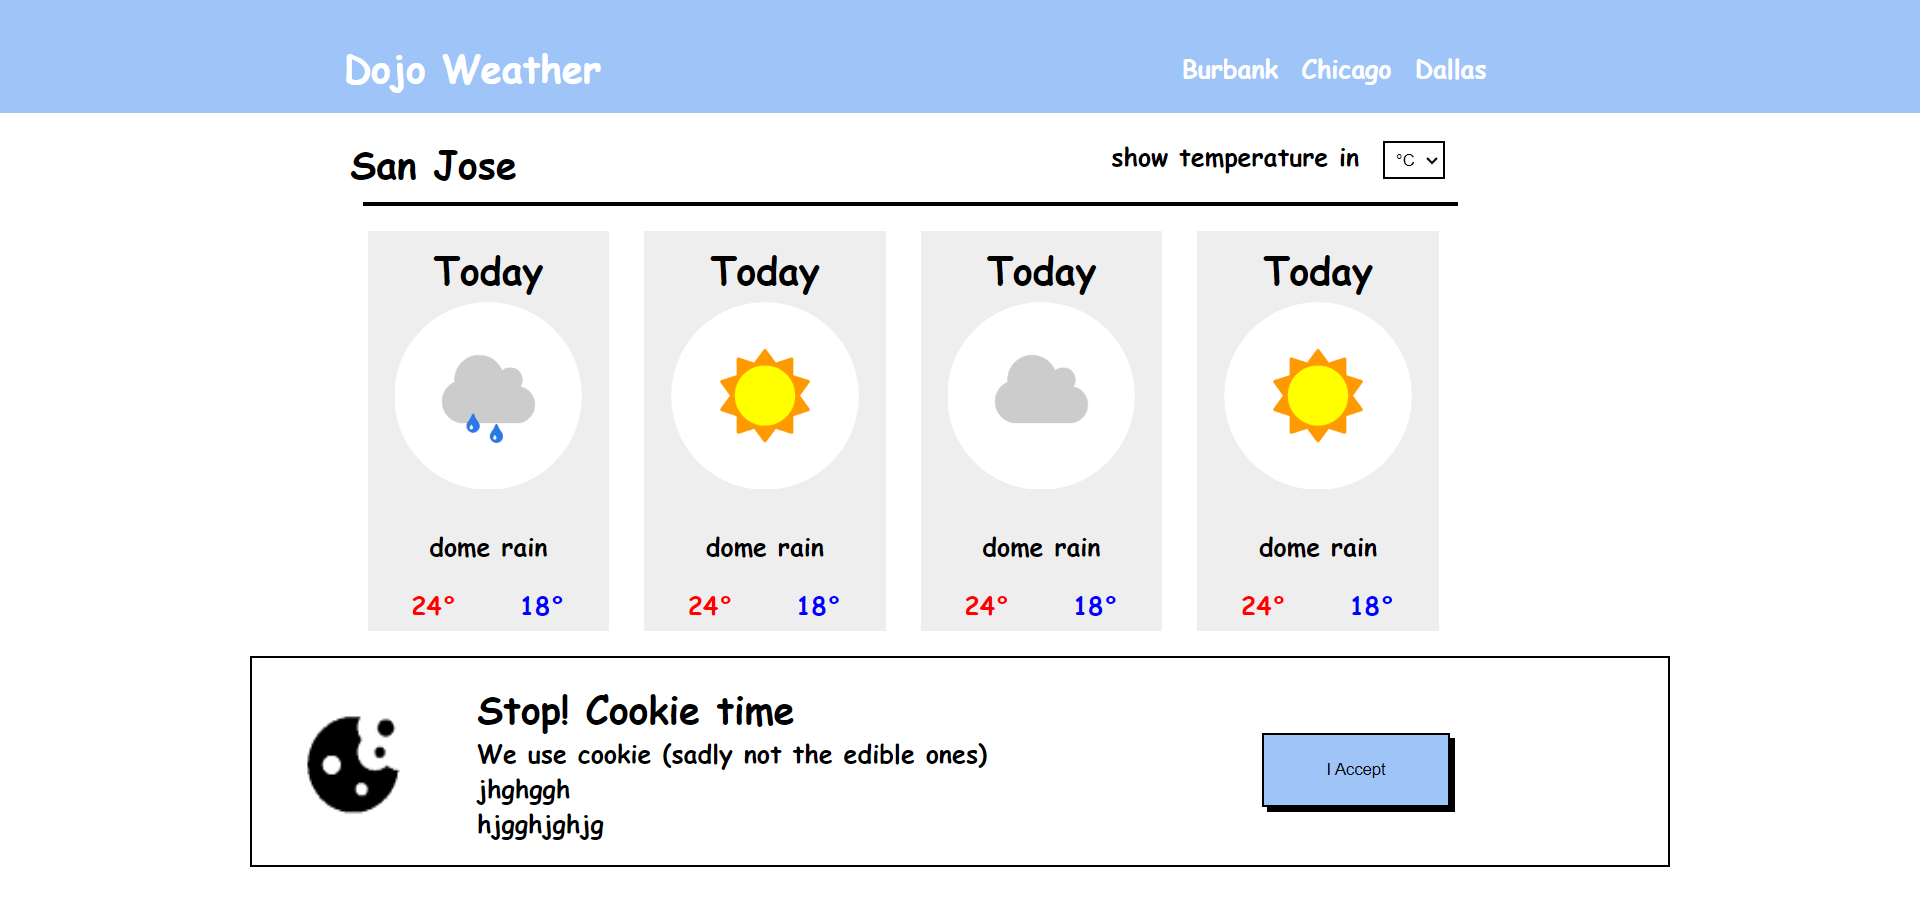 Dojo Weather Burbank Chicago Dallas
San Jose show temperature in °C
Today Today Today Today
dome rain dome rain dome rain dome rain
24° 18° 24° 18° 24° 18° 24° 18°
Stop! Cookie time
We use cookie (sadly not the edible ones)
jhghggh
hjgghjghjg
I Accept